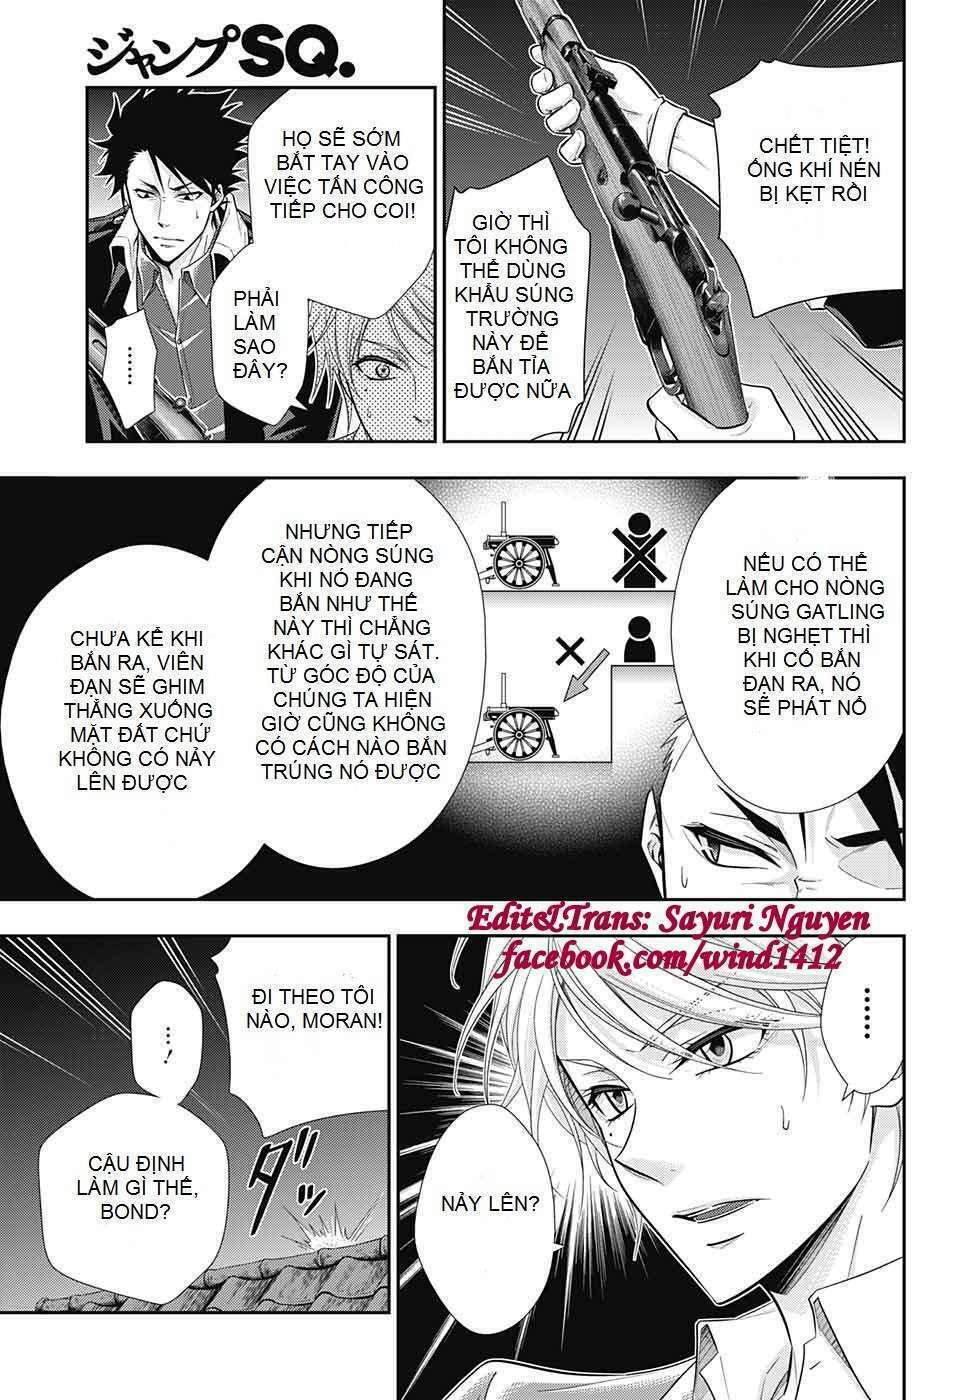 ジャンプSQ.
CHẾT TIỆT!
ỐNG KHÍ NÉN
BỊ KẸT RỒI
GIỜ THÌ
TÔI KHÔNG
THỂ DÙNG
KHẨU SÚNG
TRƯỜNG
NÀY ĐỂ
BẮN TỈA
ĐƯỢC NỮA
HỌ SẼ SỚM
BẮT TAY VÀO
VIỆC TẤN CÔNG
TIẾP CHO COI!
PHẢI
LÀM
SAO
ĐÂY?
......
NẾU CÓ THỂ
LÀM CHO NÒNG
SÚNG GATLING
BỊ NGHẸT THÌ
KHI CỐ BẮN
ĐẠN RA, NÓ
SẼ PHÁT NỔ
NHƯNG TIẾP
CẬN NÒNG SÚNG
KHI NÓ ĐANG
BẮN NHƯ THẾ
NÀY THÌ CHẲNG
KHÁC GÌ TỰ SÁT.
TỪ GÓC ĐỘ CỦA
CHÚNG TA HIỆN
GIỜ CŨNG KHÔNG
CÓ CÁCH NÀO BẮN
TRÚNG NÓ ĐƯỢC
CHƯA KỂ KHI
BẮN RA, VIÊN
ĐẠN SẼ GHIM
THẲNG XUỐNG
MẶT ĐẤT CHỨ
KHÔNG CÓ NẢY
LÊN ĐƯỢC
Edit&Trans: Sayuri Nguyen
facebook.com/wind1412
......
NẢY LÊN?
ĐI THEO TÔI
NÀO, MORAN!
...!
CẬU ĐỊNH
LÀM GÌ THẾ,
BOND?
ダッ